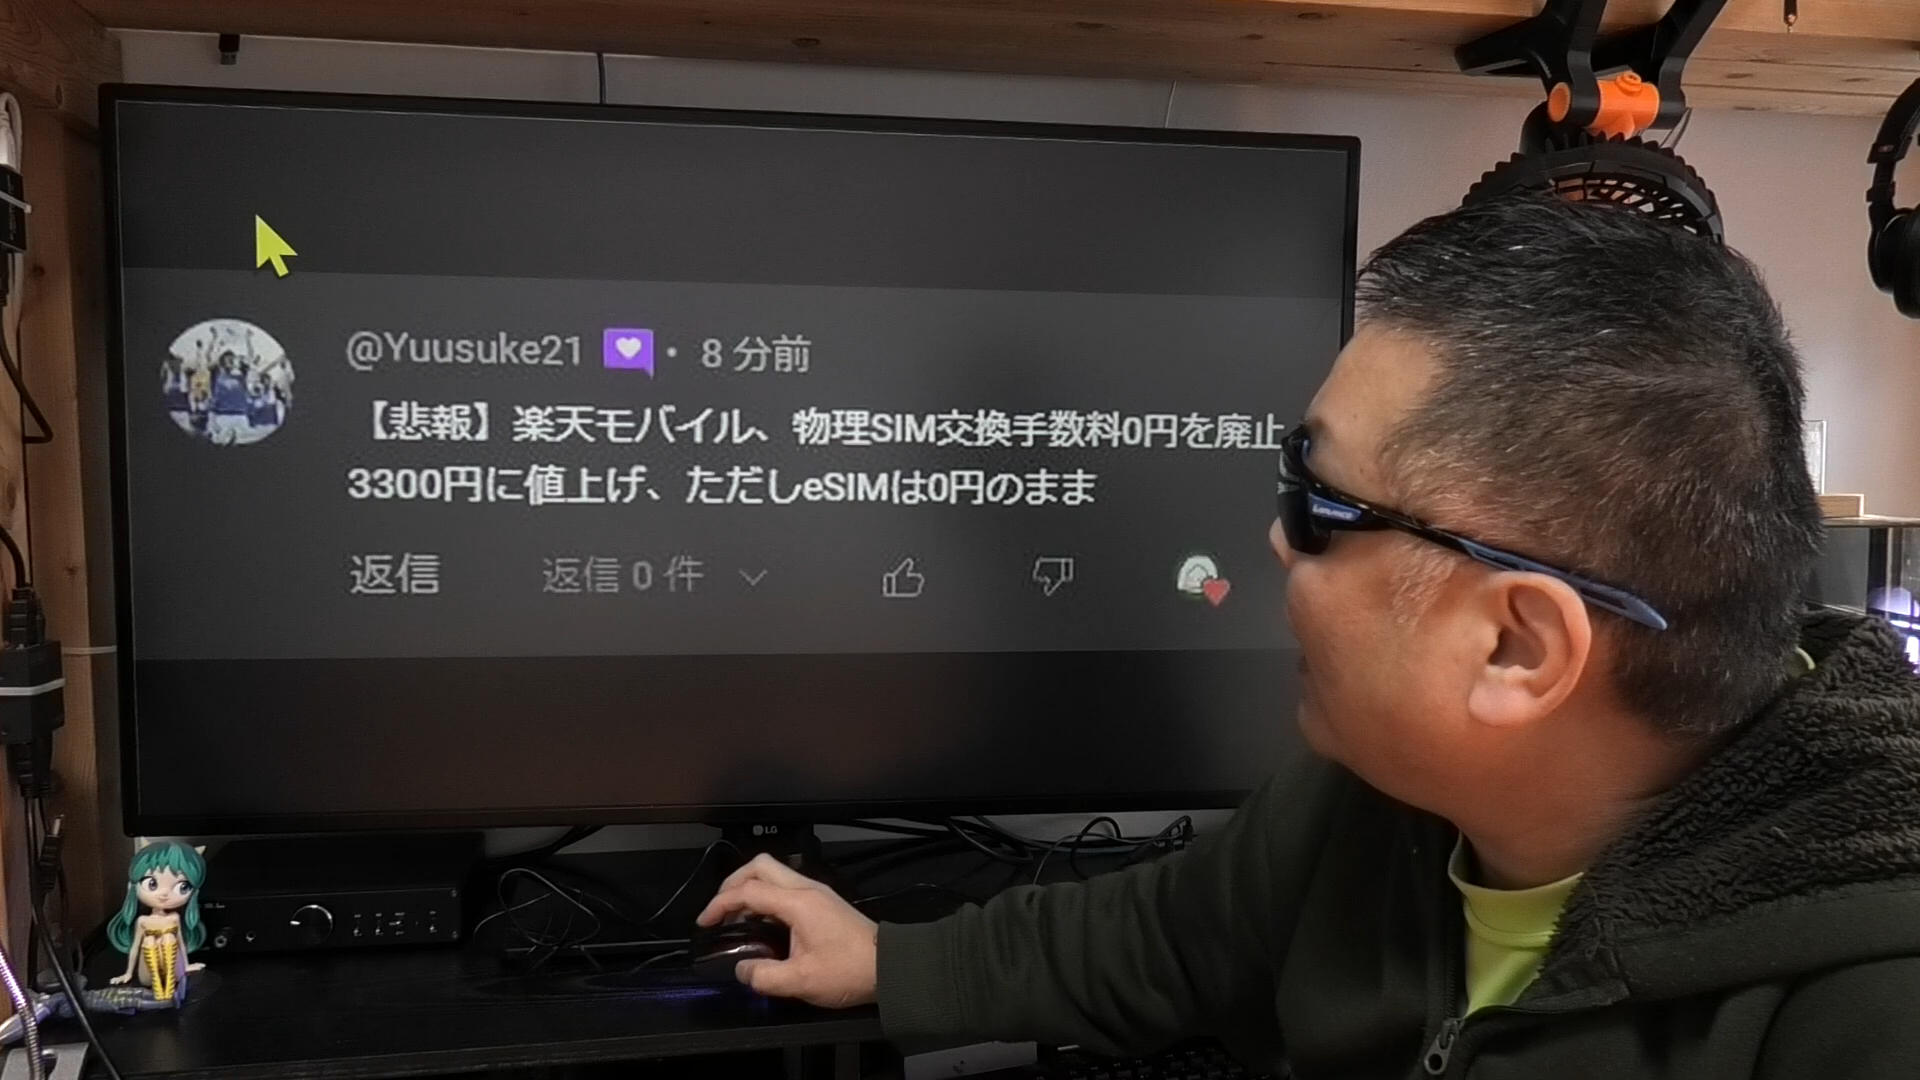 @Yuusuke21 • 8 分前
【悲報】楽天モバイル、物理SIM交換手数料0円を廃止
3300円に値上げ、ただしeSIMは0円のまま
返信 返信 0 件
LG